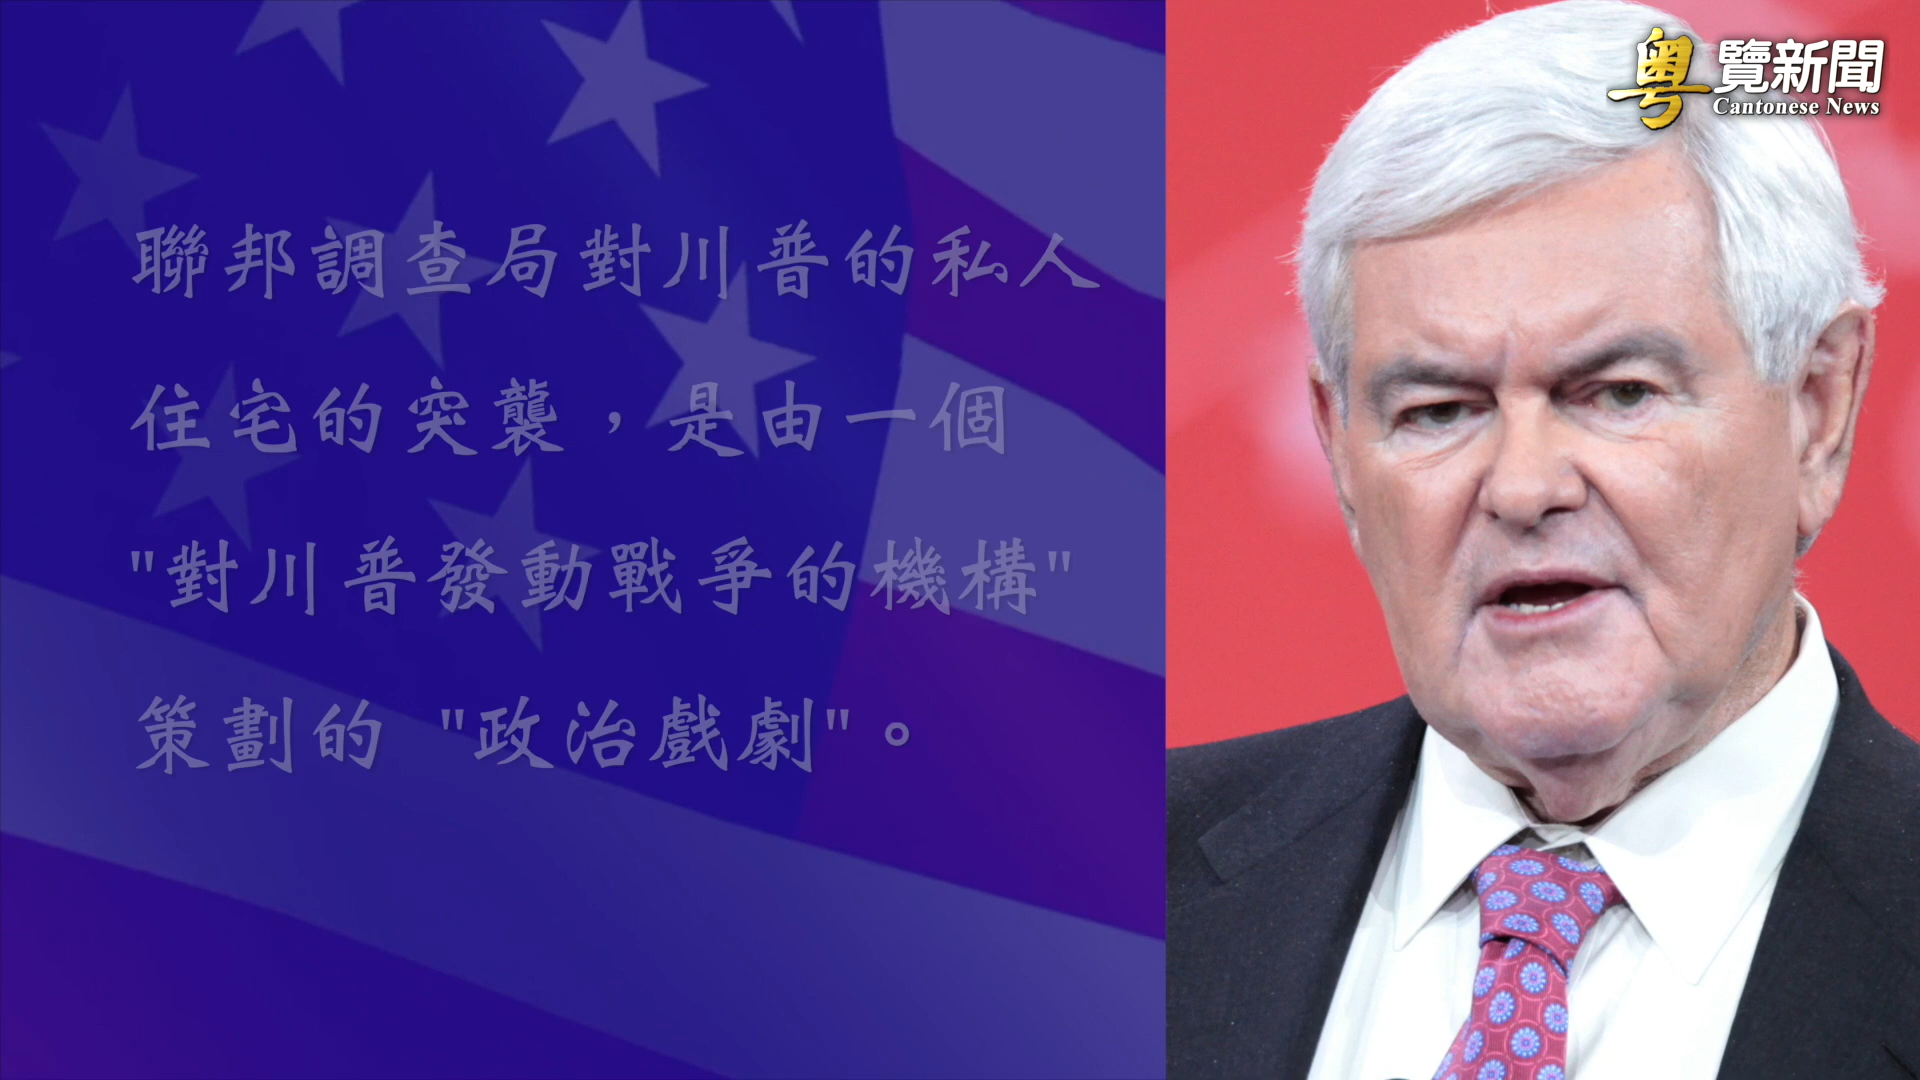 粵覽新聞
Cantonese News
聯邦調查局對川普的私人
住宅的突襲，是由一個
"對川普發動戰爭的機構"
策劃的 "政治戲劇"。